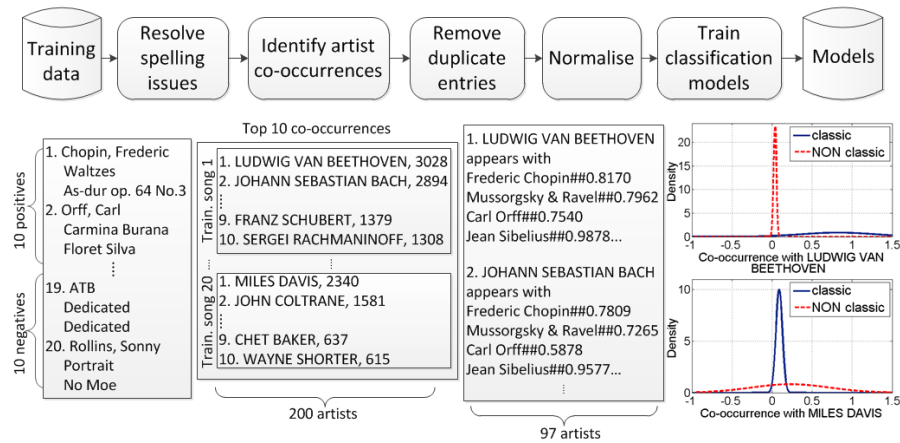 Training
data
Resolve
spelling
issues
Identify artist
co-occurrences
Remove
duplicate
entries
Normalise
Train
classification
models
Models
10 positives
10 negatives
1. Chopin, Frederic
Waltzes
As-dur op. 64 No.3
2. Orff, Carl
Carmina Burana
Floret Silva
19. ATB
Dedicated
Dedicated
20. Rollins, Sonny
Portrait
No Moe
Top 10 co-occurrences
Train. song 1
1. LUDWIG VAN BEETHOVEN, 3028
2. JOHANN SEBASTIAN BACH, 2894
9. FRANZ SCHUBERT, 1379
10. SERGEI RACHMANINOFF, 1308
Train. song 20
1. MILES DAVIS, 2340
2. JOHN COLTRANE, 1581
9. CHET BAKER, 637
10. WAYNE SHORTER, 615
200 artists
1. LUDWIG VAN BEETHOVEN
appears with
Frederic Chopin##0.8170
Mussorgsky & Ravel##0.7962
Carl Orff##0.7540
Jean Sibelius##0.9878...
2. JOHANN SEBASTIAN BACH
appears with
Frederic Chopin##0.7809
Mussorgsky & Ravel##0.7265
Carl Orff##0.5878
Jean Sibelius##0.9577...
97 artists
classic
NON classic
Density
20
15
10
5
0
-1 -0.5 0 0.5 1 1.5
Co-occurrence with LUDWIG VAN
BEETHOVEN
classic
NON classic
Density
10
5
0
-1 -0.5 0 0.5 1 1.5
Co-occurrence with MILES DAVIS